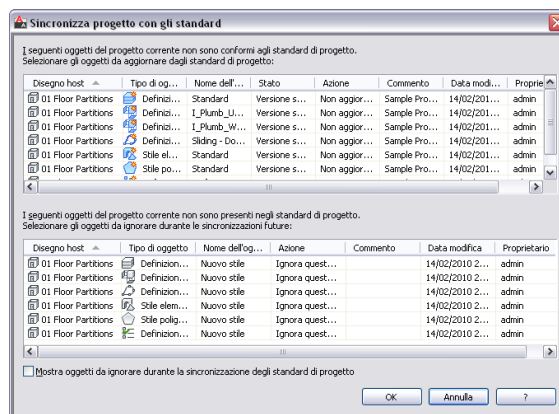 Sincronizza progetto con gli standard
I seguenti oggetti del progetto corrente non sono conformi agli standard di progetto.
Selezionare gli oggetti da aggiornare dagli standard di progetto:
Disegno host Tipo di og... Nome dell'... Stato Azione Commento Data modi... Proprie
01 Floor Partitions Definizi... Standard Versione s... Non aggior... Sample Pro... 14/02/201... admin
01 Floor Partitions Definizi... I_Plumb_U... Versione s... Non aggior... Sample Pro... 14/02/201... admin
01 Floor Partitions Definizi... I_Plumb_W... Versione s... Non aggior... Sample Pro... 14/02/201... admin
01 Floor Partitions Definizi... Sliding - Do... Versione s... Non aggior... Sample Pro... 14/02/201... admin
01 Floor Partitions Stile el... Standard Versione s... Non aggior... Sample Pro... 14/02/201... admin
01 Floor Partitions Stile po... Standard Versione s... Non aggior... Sample Pro... 14/02/201... admin
I seguenti oggetti del progetto corrente non sono presenti negli standard di progetto.
Selezionare gli oggetti da ignorare durante le sincronizzazioni future:
Disegno host Tipo di oggetto Nome dell'og... Azione Commento Data modifica Proprietario
01 Floor Partitions Definizion... Nuovo stile Ignora quest... 14/02/2010 2... admin
01 Floor Partitions Definizion... Nuovo stile Ignora quest... 14/02/2010 2... admin
01 Floor Partitions Definizion... Nuovo stile Ignora quest... 14/02/2010 2... admin
01 Floor Partitions Stile elem... Nuovo stile Ignora quest... 14/02/2010 2... admin
01 Floor Partitions Stile polig... Nuovo stile Ignora quest... 14/02/2010 2... admin
01 Floor Partitions Definizion... Nuovo stile Ignora quest... 14/02/2010 2... admin
Mostra oggetti da ignorare durante la sincronizzazione degli standard di progetto
OK Annulla ?